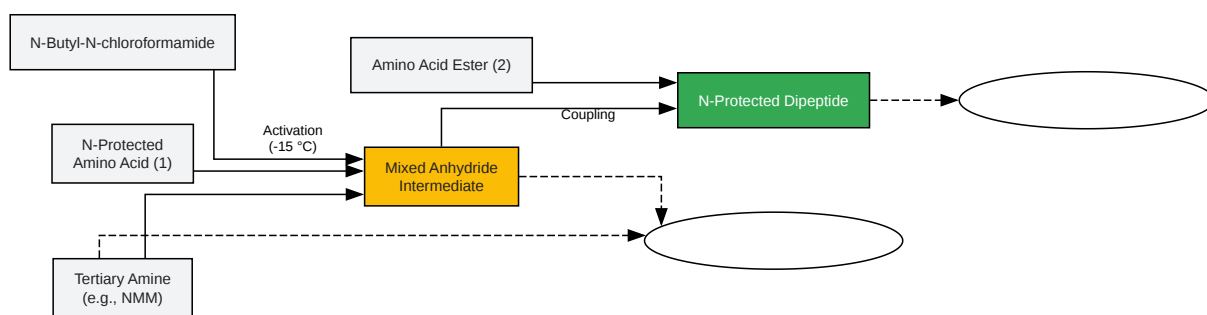 N-Butyl-N-chloroformamide
Amino Acid Ester (2)
N-Protected Dipeptide
Coupling
Activation
(-15 °C)
N-Protected
Amino Acid (1)
Mixed Anhydride
Intermediate
Tertiary Amine
(e.g., NMM)